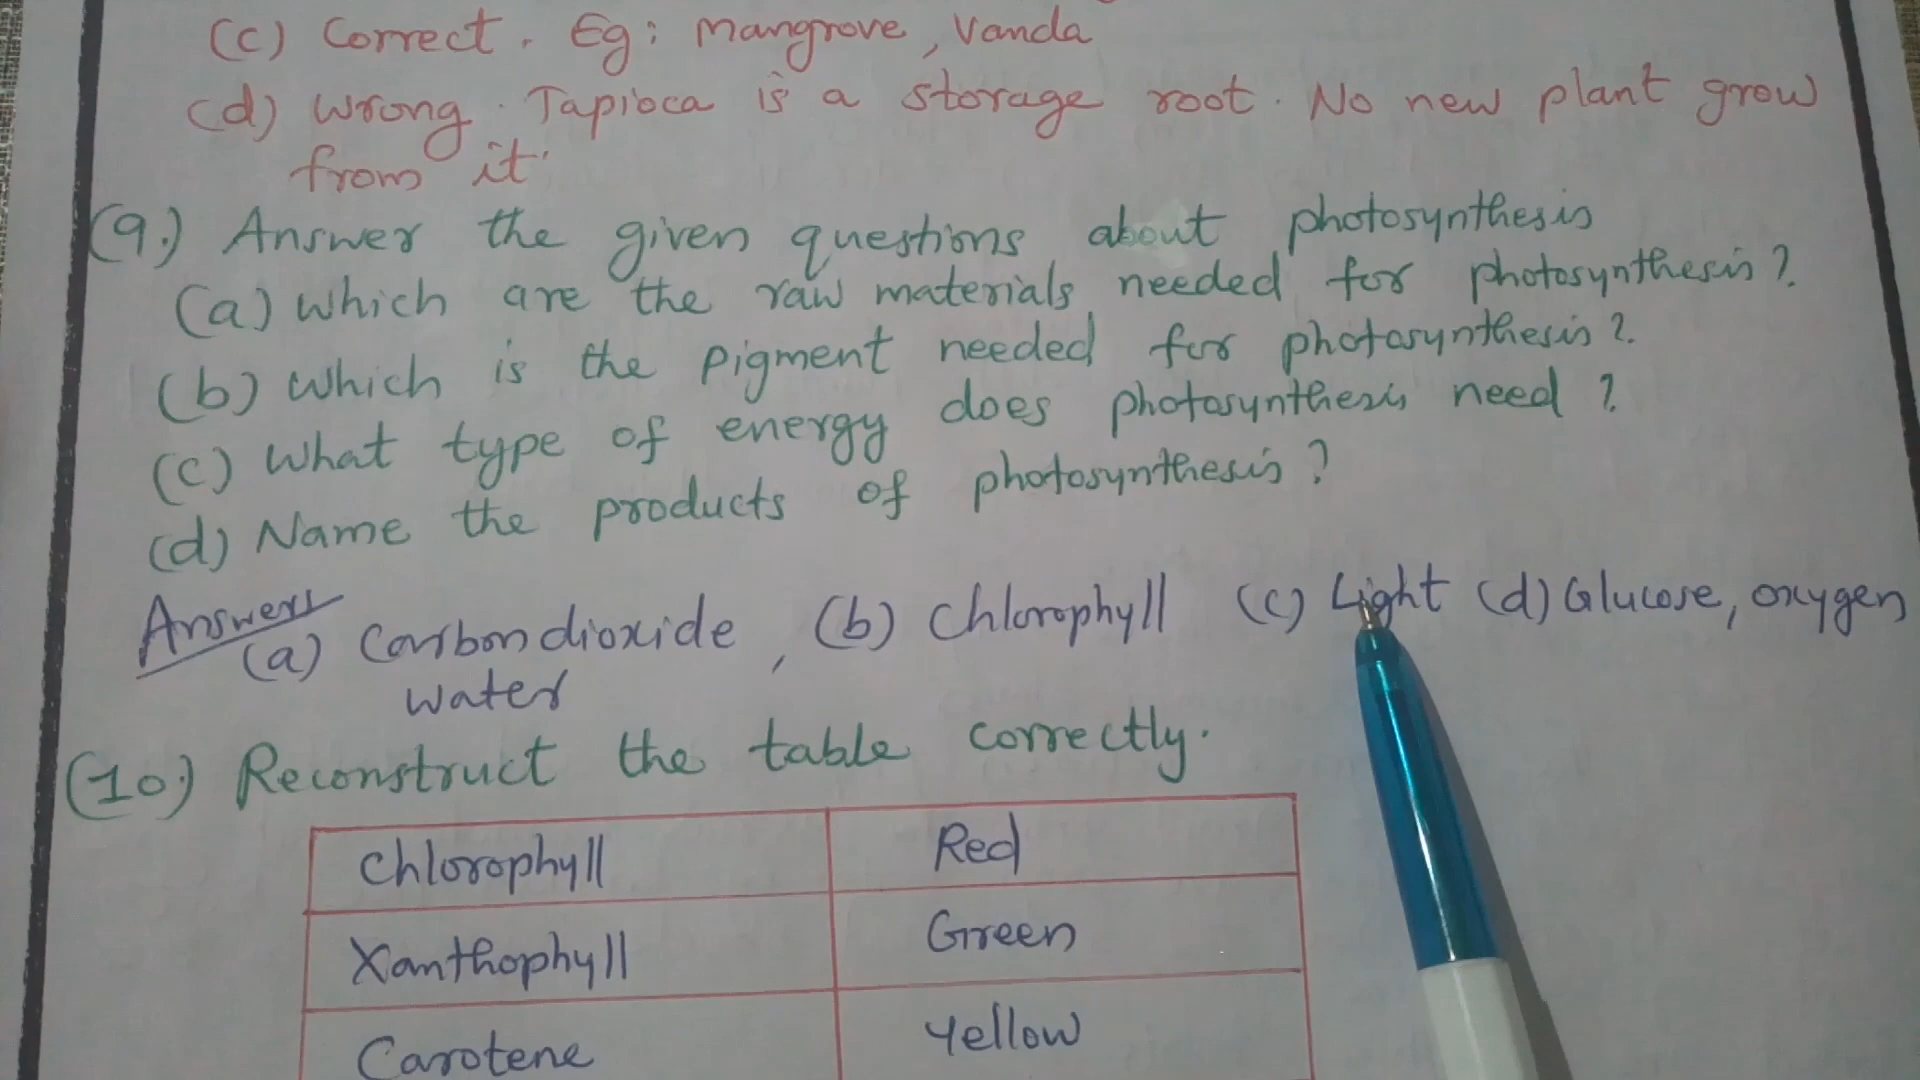 (c) Correct. Eg: Mangrove, Vanda
(d) Wrong. Tapioca is a storage root. No new plant grow
from it.
(9.) Answer the given questions about photosynthesis
(a) Which are the raw materials needed for photosynthesis?
(b) Which is the pigment needed for photosynthesis?
(c) What type of energy does photosynthesis need?
(d) Name the products of photosynthesis?
Answers
(a) Carbondioxide, (b) Chlorophyll (c) Light (d) Glucose, oxygen
water
(10.) Reconstruct the table correctly.
Chlorophyll Red
Xanthophyll Green
Carotene Yellow